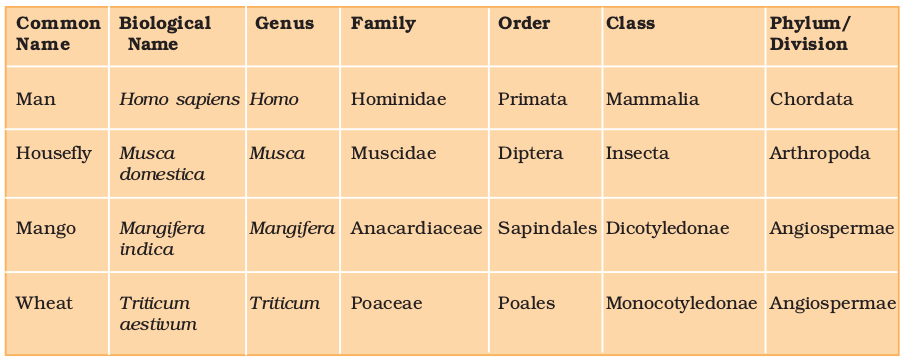 Common Biological Genus Family Order Class Phylum/
Name Name Division
Man Homo sapiens Homo Hominidae Primata Mammalia Chordata
Housefly Musca Musca Muscidae Diptera Insecta Arthropoda
domestica
Mango Mangifera Mangifera Anacardiaceae Sapindales Dicotyledonae Angiospermae
indica
Wheat Triticum Triticum Poaceae Poales Monocotyledonae Angiospermae
aestivum